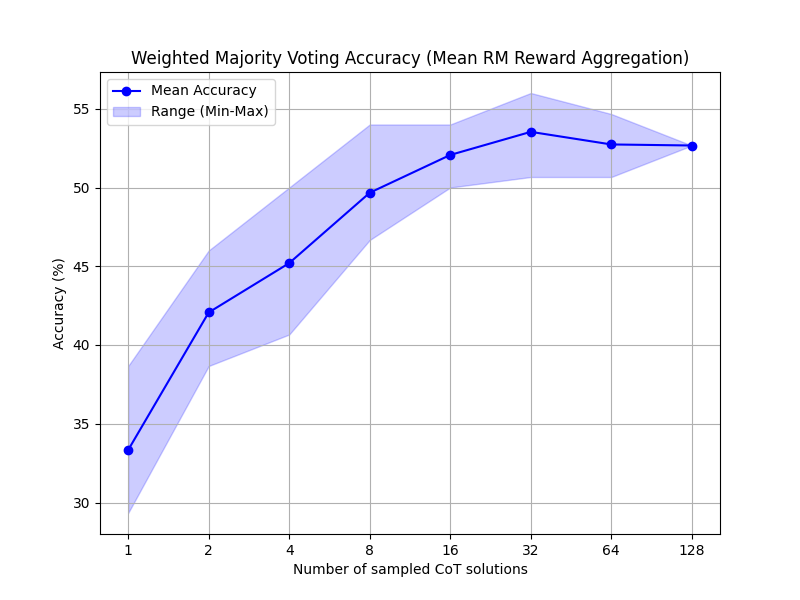 Weighted Majority Voting Accuracy (Mean RM Reward Aggregation)
Mean Accuracy
Range (Min-Max)
55
50
45
40
35
30
Accuracy (%)
1 2 4 8 16 32 64 128
Number of sampled CoT solutions